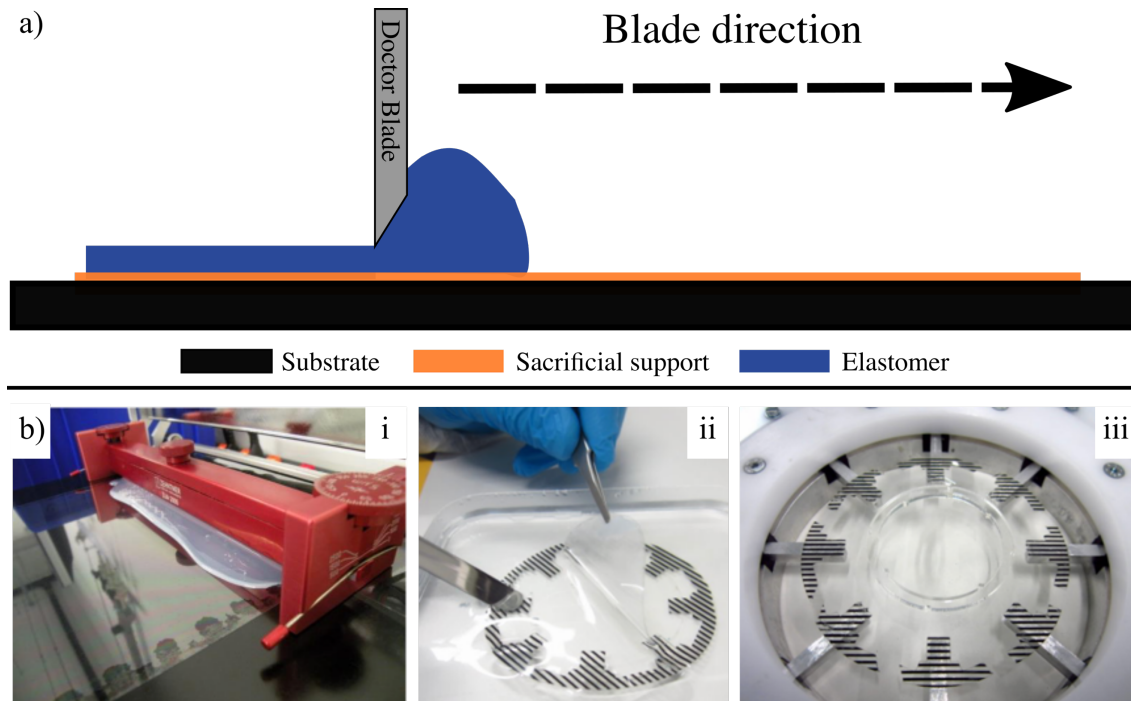 a)
Blade direction
Doctor Blade
Substrate
Sacrificial support
Elastomer
b)
i
ii
iii